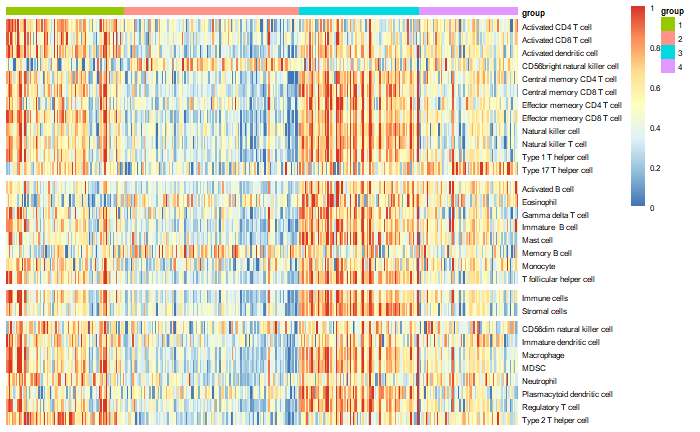 group
Activated CD4 T cell
Activated CD8 T cell
Activated dendritic cell
CD56bright natural killer cell
Central memory CD4 T cell
Central memory CD8 T cell
Effector memeory CD4 T cell
Effector memeory CD8 T cell
Natural killer cell
Natural killer T cell
Type 1 T helper cell
Type 17 T helper cell
Activated B cell
Eosinophil
Gamma delta T cell
Immature B cell
Mast cell
Memory B cell
Monocyte
T follicular helper cell
Immune cells
Stromal cells
CD56dim natural killer cell
Immature dendritic cell
Macrophage
MDSC
Neutrophil
Plasmacytoid dendritic cell
Regulatory T cell
Type 2 T helper cell
1
0.8
0.6
0.4
0.2
0
group
1
2
3
4